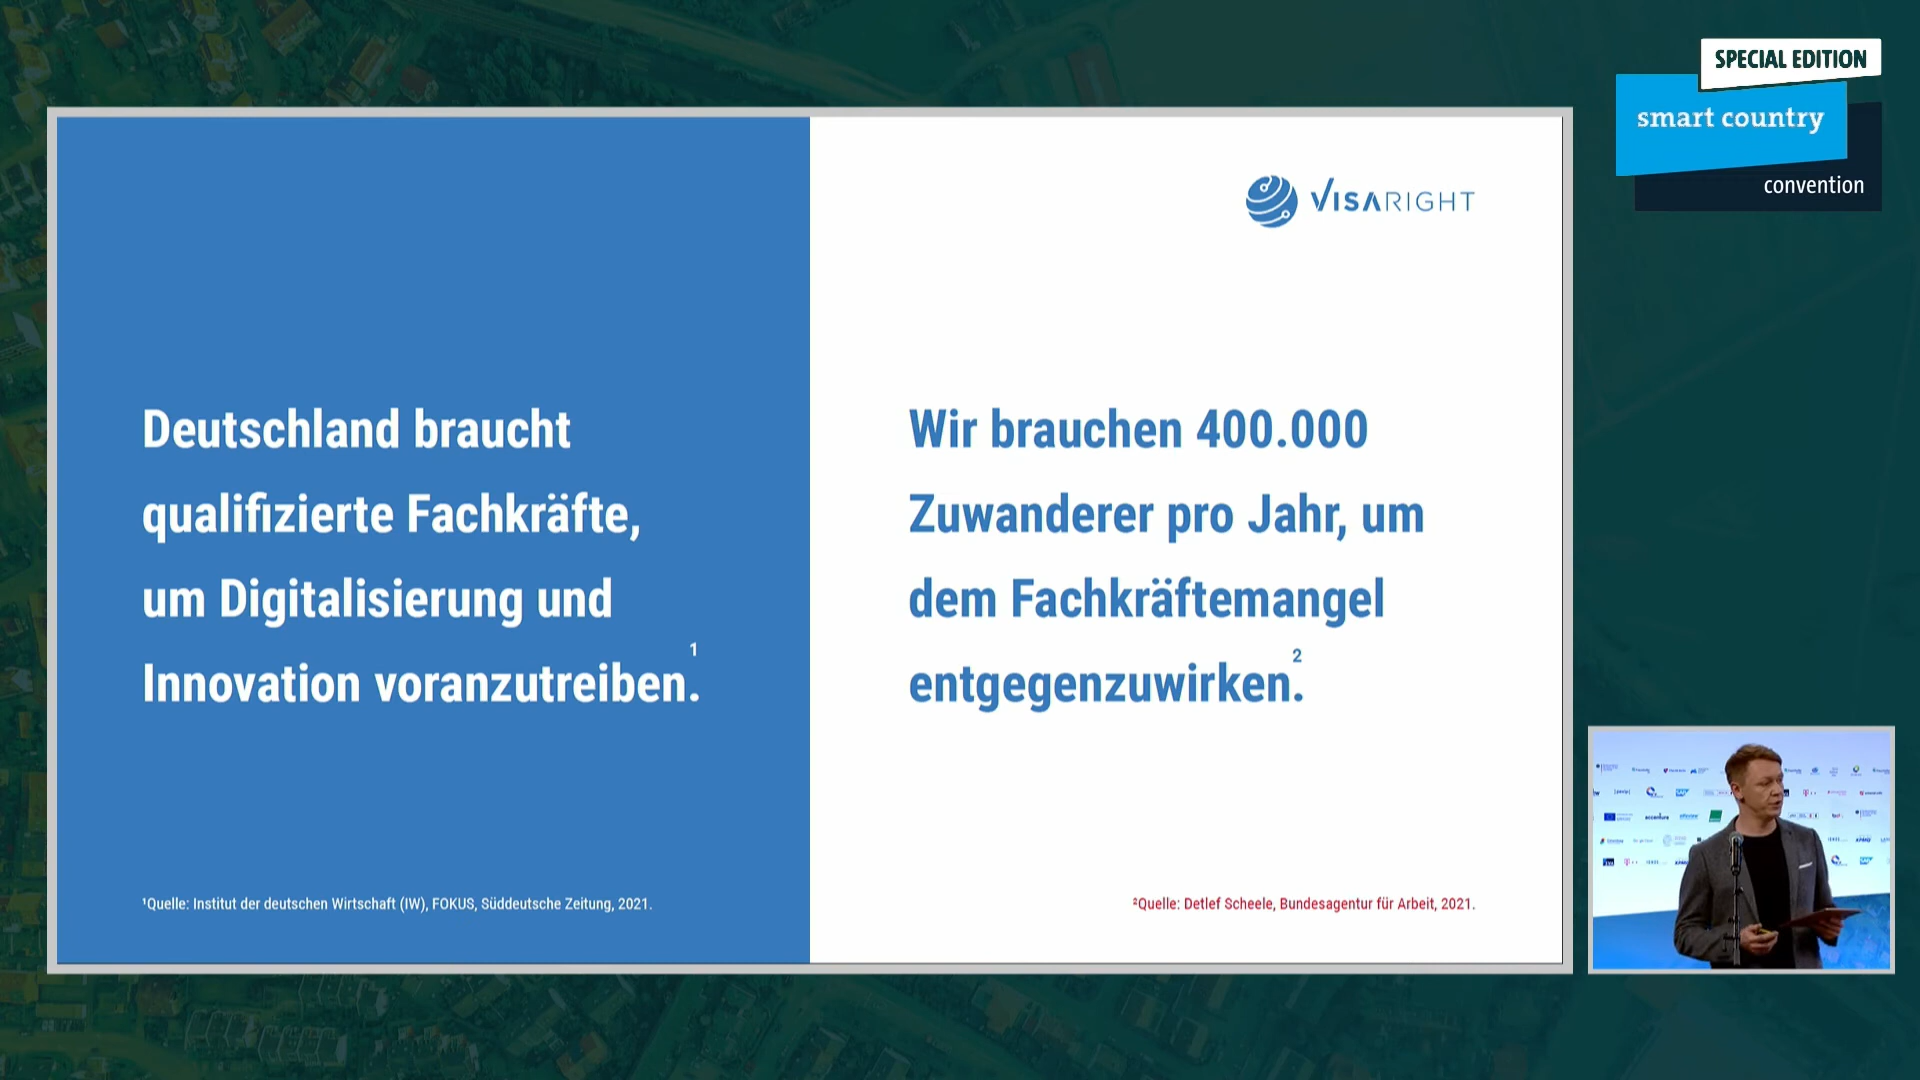 SPECIAL EDITION
smart country
convention
VISARIGHT
Deutschland braucht
qualifizierte Fachkräfte,
um Digitalisierung und
Innovation voranzutreiben.¹
Wir brauchen 400.000
Zuwanderer pro Jahr, um
dem Fachkräftemangel
entgegenzuwirken.²
¹Quelle: Institut der deutschen Wirtschaft (IW), FOKUS, Süddeutsche Zeitung, 2021.
²Quelle: Detlef Scheele, Bundesagentur für Arbeit, 2021.
SAP
accenture